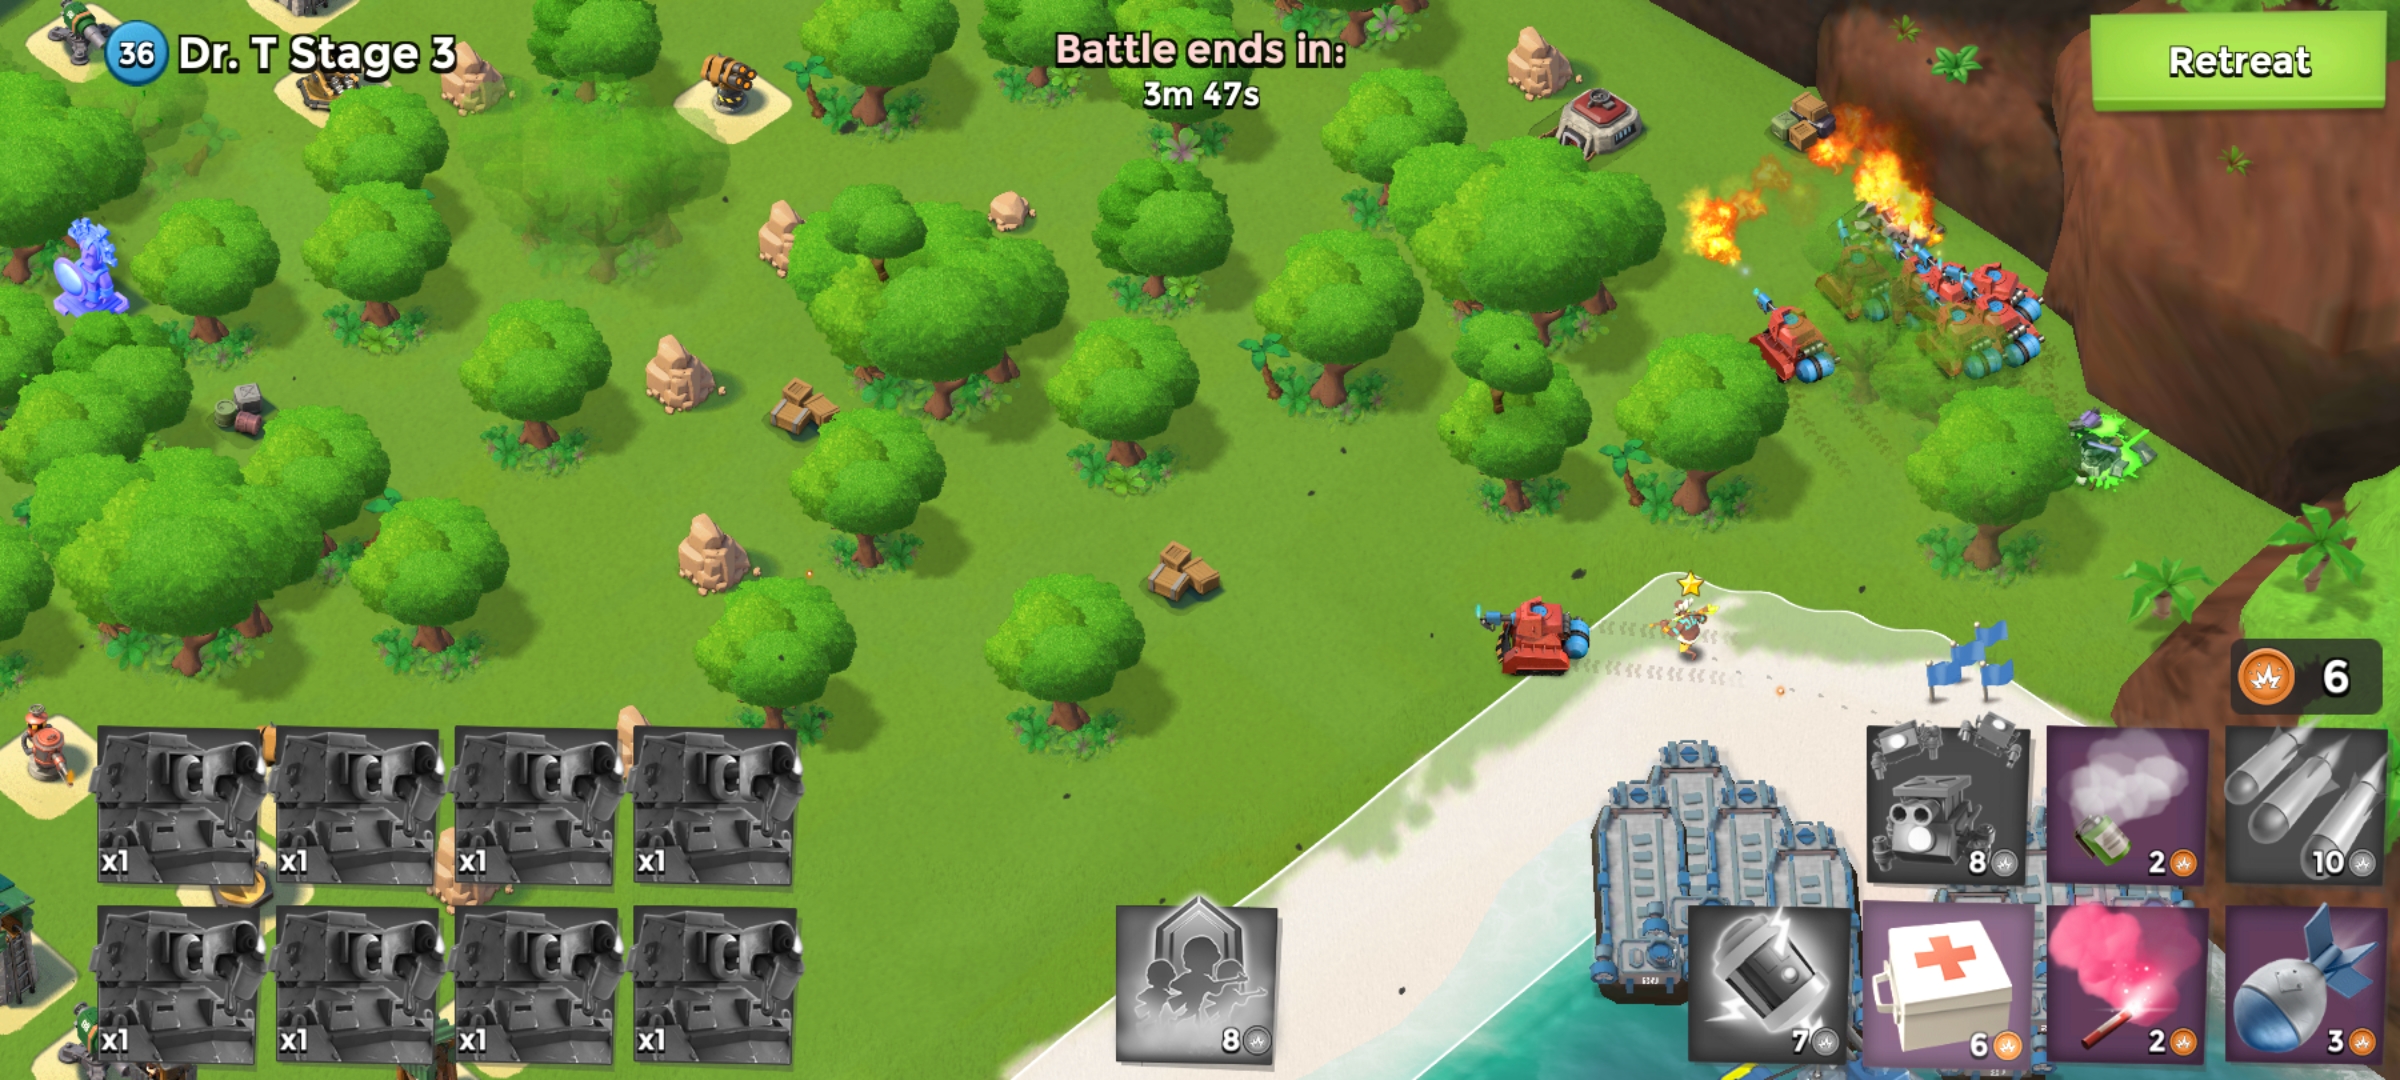 36 Dr. T Stage 3
Battle ends in:
3m 47s
Retreat
6
x1 x1 x1 x1
8 2 10
x1 x1 x1 x1
8 7 6 2 3